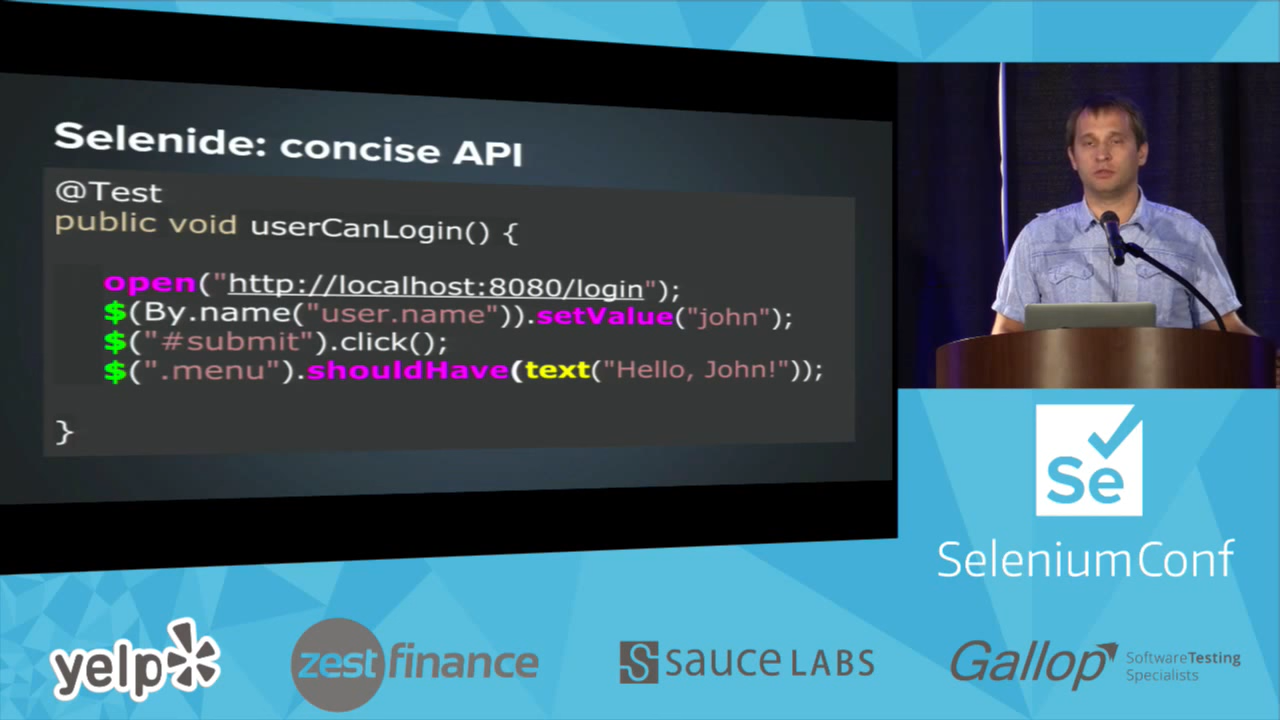 Selenide: concise API
@Test
public void userCanLogin() {
open("http://localhost:8080/login");
$(By.name("user.name")).setValue("john");
$("#submit").click();
$(".menu").shouldHave(text("Hello, John!"));
}
Se
SeleniumConf
yelp
zestfinance
SAUCE LABS
Gallop
SoftwareTesting
Specialists